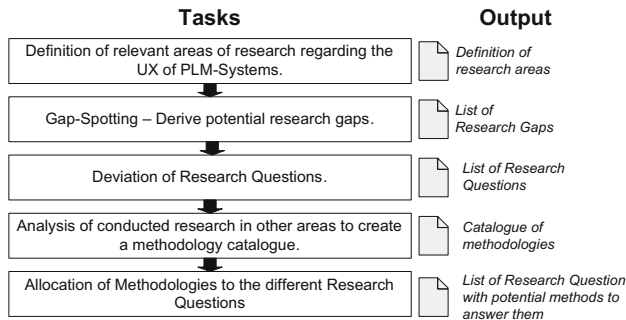 Tasks
Output
Definition of relevant areas of research regarding the
UX of PLM-Systems.
Definition of
research areas
Gap-Spotting – Derive potential research gaps.
List of
Research Gaps
Deviation of Research Questions.
List of Research
Questions
Analysis of conducted research in other areas to create
a methodology catalogue.
Catalogue of
methodologies
Allocation of Methodologies to the different Research
Questions
List of Research Question
with potential methods to
answer them